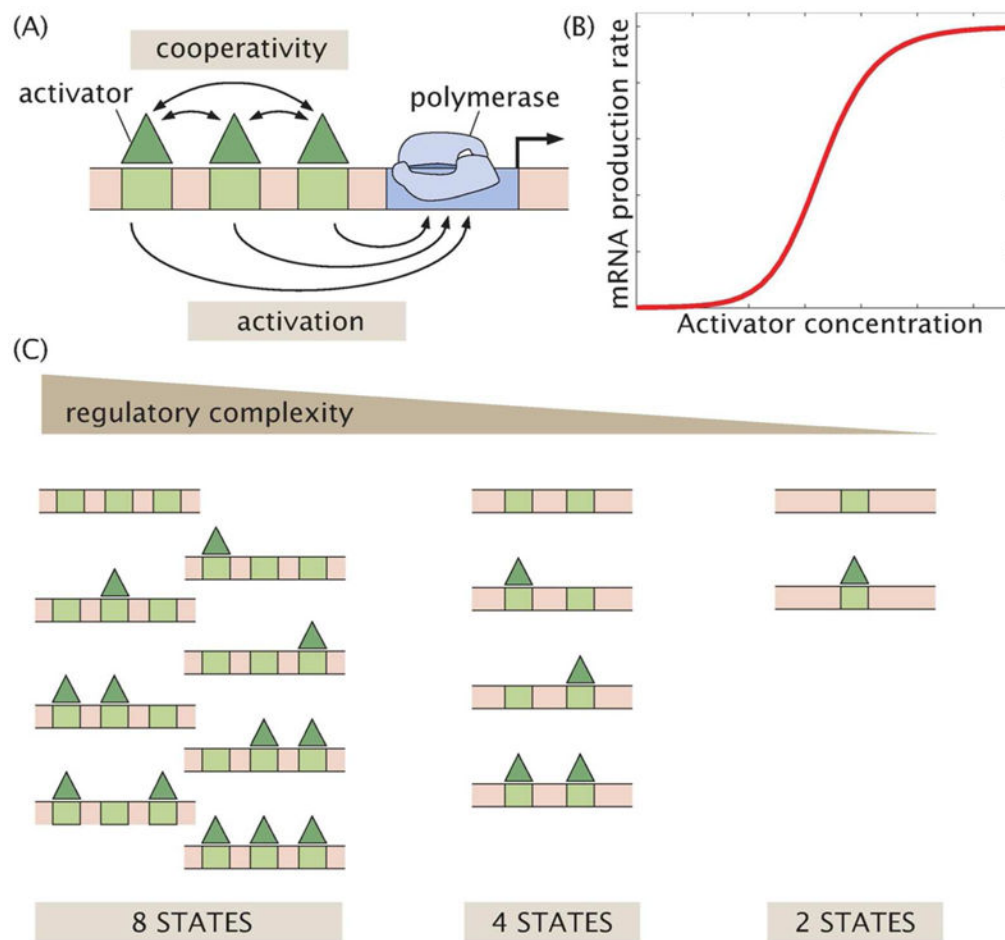 (A)
cooperativity
activator
polymerase
activation
(B)
mRNA production rate
Activator concentration
(C)
regulatory complexity
8 STATES
4 STATES
2 STATES